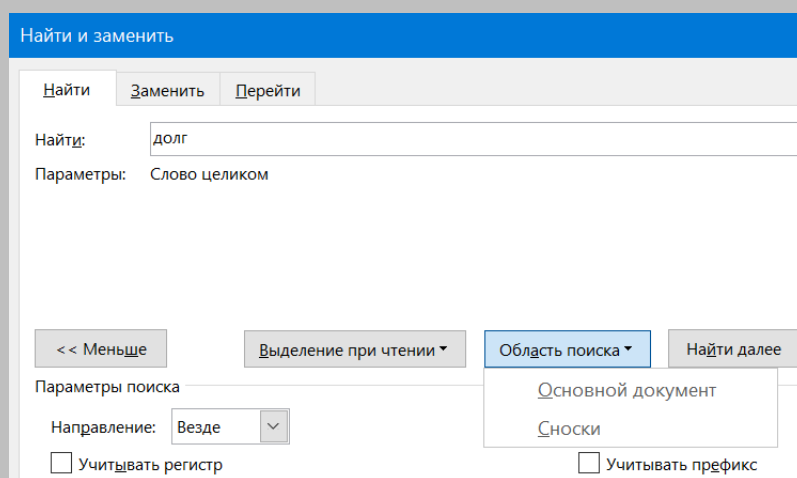 Найти и заменить
Найти Заменить Перейти
Найти: долг
Параметры: Слово целиком
<< Меньше Выделение при чтении Область поиска Найти далее
Параметры поиска
Основной документ
Направление: Везде
Сноски
Учитывать регистр Учитывать префикс